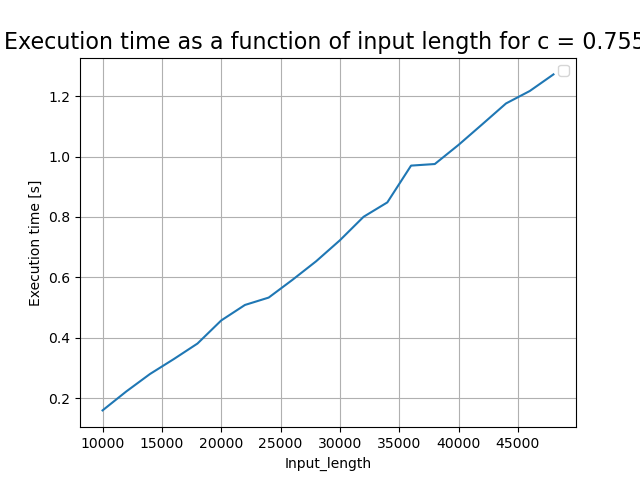 Execution time as a function of input length for c = 0.755
1.2
1.0
0.8
0.6
0.4
0.2
Execution time [s]
10000 15000 20000 25000 30000 35000 40000 45000
Input_length